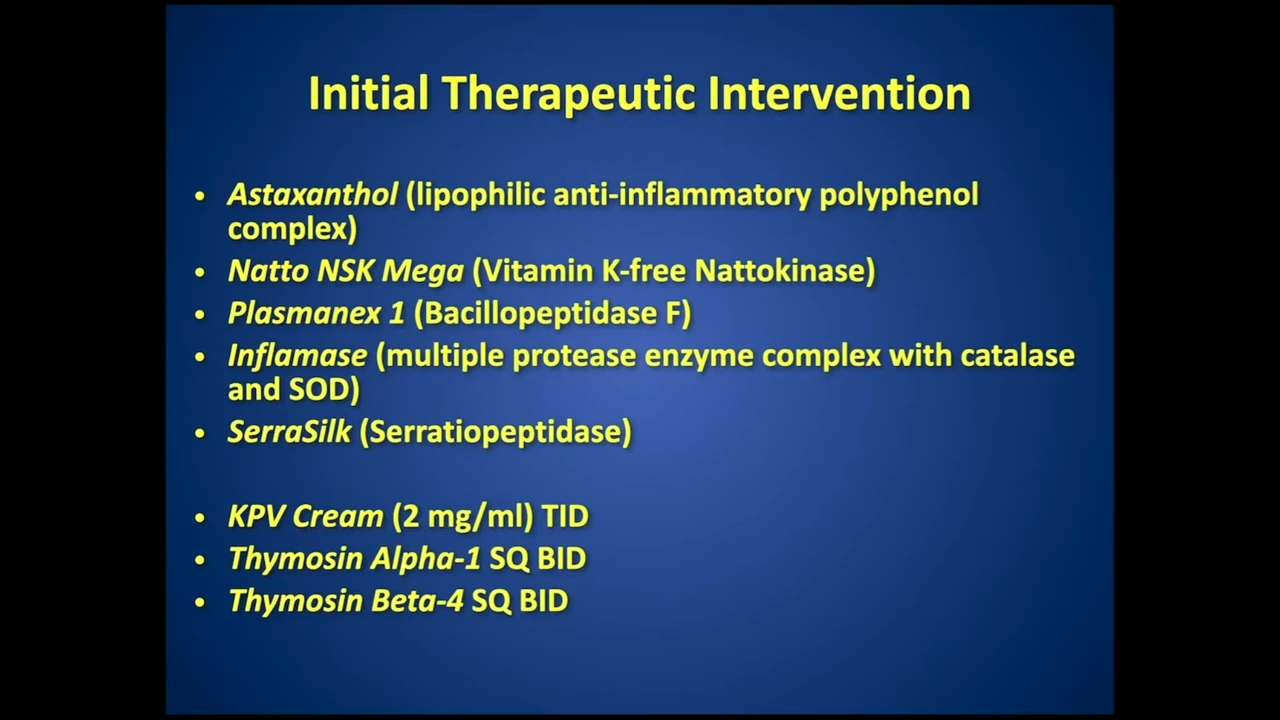 Initial Therapeutic Intervention
• Astaxanthol (lipophilic anti-inflammatory polyphenol
complex)
• Natto NSK Mega (Vitamin K-free Nattokinase)
• Plasmanex 1 (Bacillopeptidase F)
• Inflamase (multiple protease enzyme complex with catalase
and SOD)
• SerraSilk (Serratiopeptidase)
• KPV Cream (2 mg/ml) TID
• Thymosin Alpha-1 SQ BID
• Thymosin Beta-4 SQ BID